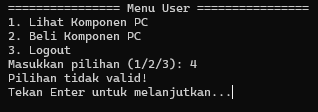 ================ Menu User ================
1. Lihat Komponen PC
2. Beli Komponen PC
3. Logout
Masukkan pilihan (1/2/3): 4
Pilihan tidak valid!
Tekan Enter untuk melanjutkan...